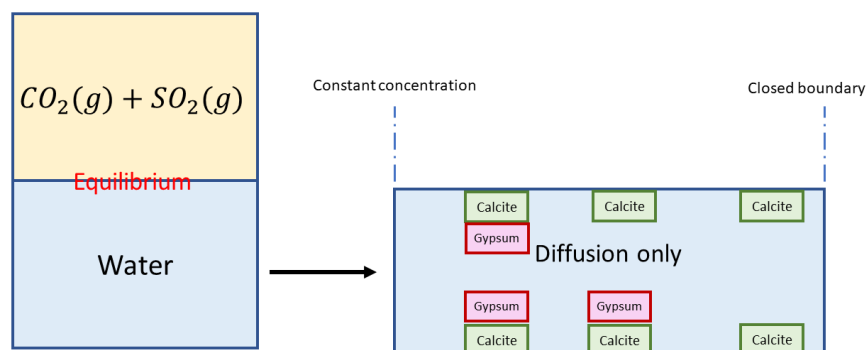 CO₂(g) + SO₂(g)
Equilibrium
Water
Constant concentration
Closed boundary
Calcite
Calcite
Calcite
Gypsum
Diffusion only
Gypsum
Gypsum
Calcite
Calcite
Calcite